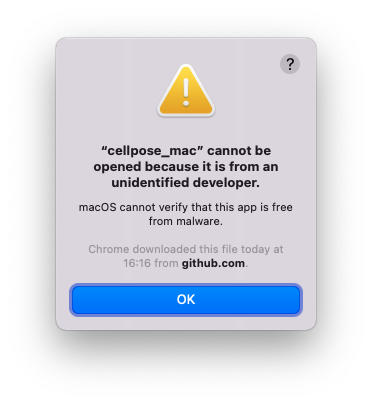 ?
“cellpose_mac” cannot be
opened because it is from an
unidentified developer.
macOS cannot verify that this app is free
from malware.
Chrome downloaded this file today at
16:16 from github.com.
OK